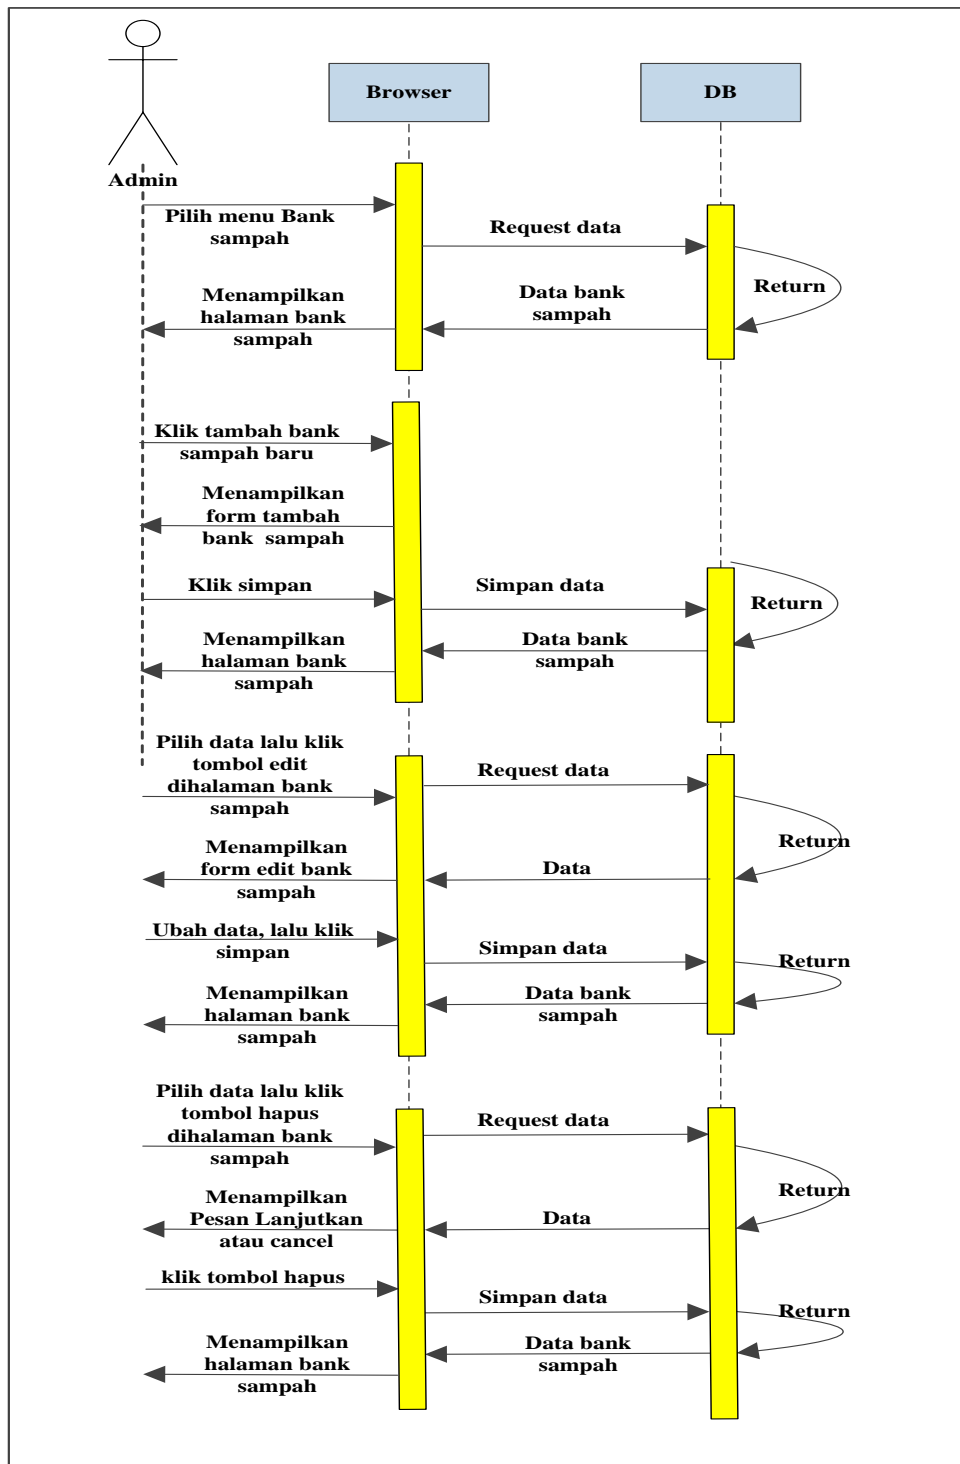 Browser
DB
Admin
Pilih menu Bank
sampah
Request data
Return
Data bank
sampah
Menampilkan
halaman bank
sampah
Klik tambah bank
sampah baru
Menampilkan
form tambah
bank  sampah
Klik simpan
Simpan data
Return
Data bank
sampah
Menampilkan
halaman bank
sampah
Pilih data lalu klik
tombol edit
dihalaman bank
sampah
Request data
Return
Data
Menampilkan
form edit bank
sampah
Ubah data, lalu klik
simpan
Simpan data
Return
Data bank
sampah
Menampilkan
halaman bank
sampah
Pilih data lalu klik
tombol hapus
dihalaman bank
sampah
Request data
Return
Data
Menampilkan
Pesan Lanjutkan
atau cancel
klik tombol hapus
Simpan data
Return
Data bank
sampah
Menampilkan
halaman bank
sampah